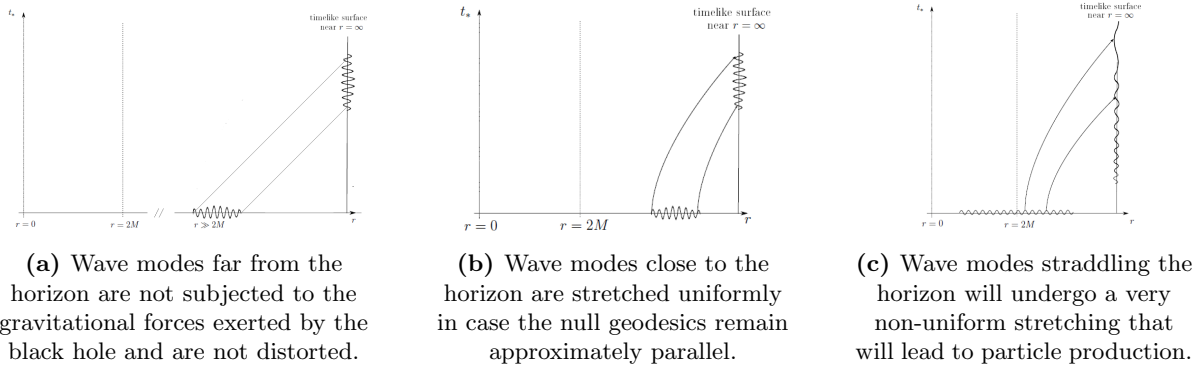 t*
timelike surface
near r = ∞
r = 0
r = 2M
//
r ≫ 2M
r
(a) Wave modes far from the
horizon are not subjected to the
gravitational forces exerted by the
black hole and are not distorted.
t*
timelike surface
near r = ∞
r = 0
r = 2M
r
(b) Wave modes close to the
horizon are stretched uniformly
in case the null geodesics remain
approximately parallel.
t*
timelike surface
near r = ∞
r = 0
r = 2M
r
(c) Wave modes straddling the
horizon will undergo a very
non-uniform stretching that
will lead to particle production.